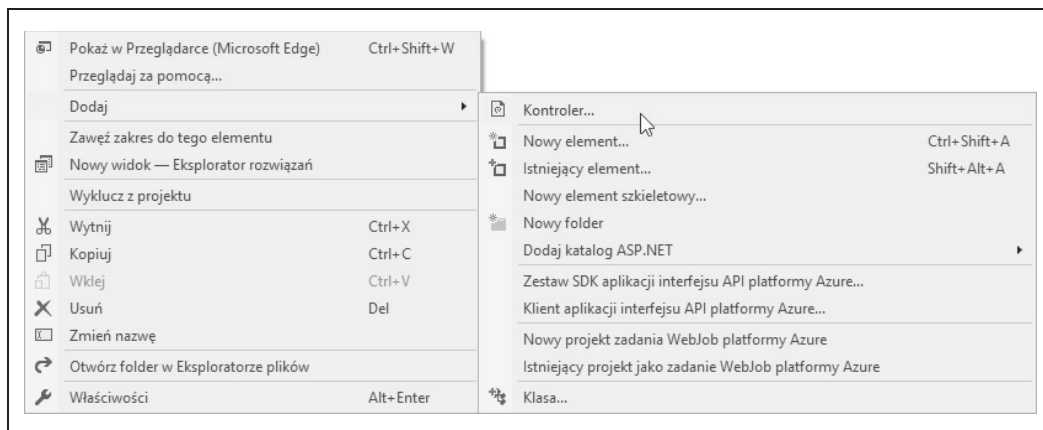 Pokaż w Przeglądarce (Microsoft Edge) Ctrl+Shift+W
Przeglądaj za pomocą...
Dodaj
Zawęź zakres do tego elementu
Nowy widok — Eksplorator rozwiązań
Wyklucz z projektu
Wytnij Ctrl+X
Kopiuj Ctrl+C
Wklej Ctrl+V
Usuń Del
Zmień nazwę
Otwórz folder w Eksploratorze plików
Właściwości Alt+Enter
Kontroler...
Nowy element... Ctrl+Shift+A
Istniejący element... Shift+Alt+A
Nowy element szkieletowy...
Nowy folder
Dodaj katalog ASP.NET
Zestaw SDK aplikacji interfejsu API platformy Azure...
Klient aplikacji interfejsu API platformy Azure...
Nowy projekt zadania WebJob platformy Azure
Istniejący projekt jako zadanie WebJob platformy Azure
Klasa...